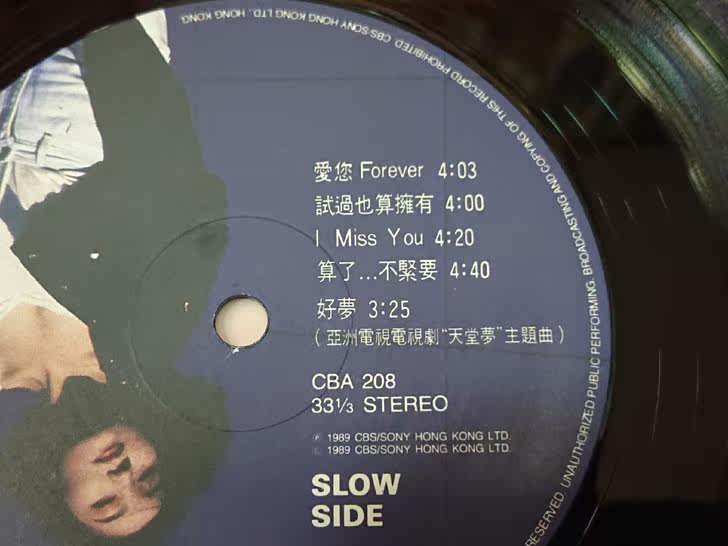 愛您 Forever 4:03
試過也算擁有 4:00
I Miss You 4:20
算了...不緊要 4:40
好夢 3:25
(亞洲電視電視劇"天堂夢"主題曲)
CBA 208
33⅓ STEREO
Ⓟ 1989 CBS/SONY HONG KONG LTD.
© 1989 CBS/SONY HONG KONG LTD.
SLOW
SIDE
RESERVED. UNAUTHORIZED PUBLIC PERFORMING. BROADCASTING AND COPYING OF THIS RECORD PROHIBITED. CBS/SONY HONG KONG LTD., HONG KONG.